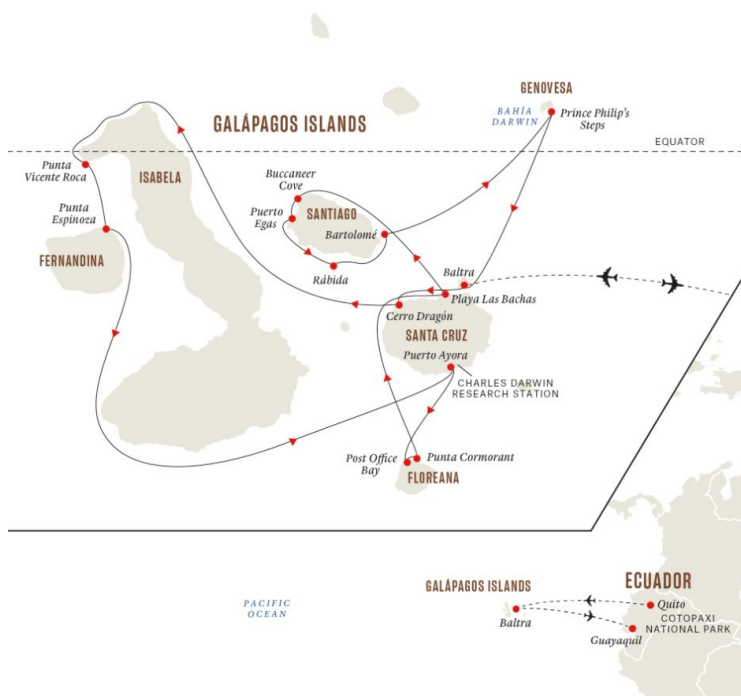 GENOVESA
BAHÍA
DARWIN
Prince Philip's
Steps
GALÁPAGOS ISLANDS
EQUATOR
Punta
Vicente Roca
ISABELA
Buccaneer
Cove
Punta
Espinoza
Puerto
Egas
SANTIAGO
Bartolomé
FERNANDINA
Rábida
Baltra
Playa Las Bachas
Cerro Dragón
SANTA CRUZ
Puerto Ayora
CHARLES DARWIN
RESEARCH STATION
Post Office
Bay
Punta Cormorant
FLOREANA
GALÁPAGOS ISLANDS
ECUADOR
PACIFIC
OCEAN
Baltra
Quito
COTOPAXI
NATIONAL PARK
Guayaquil